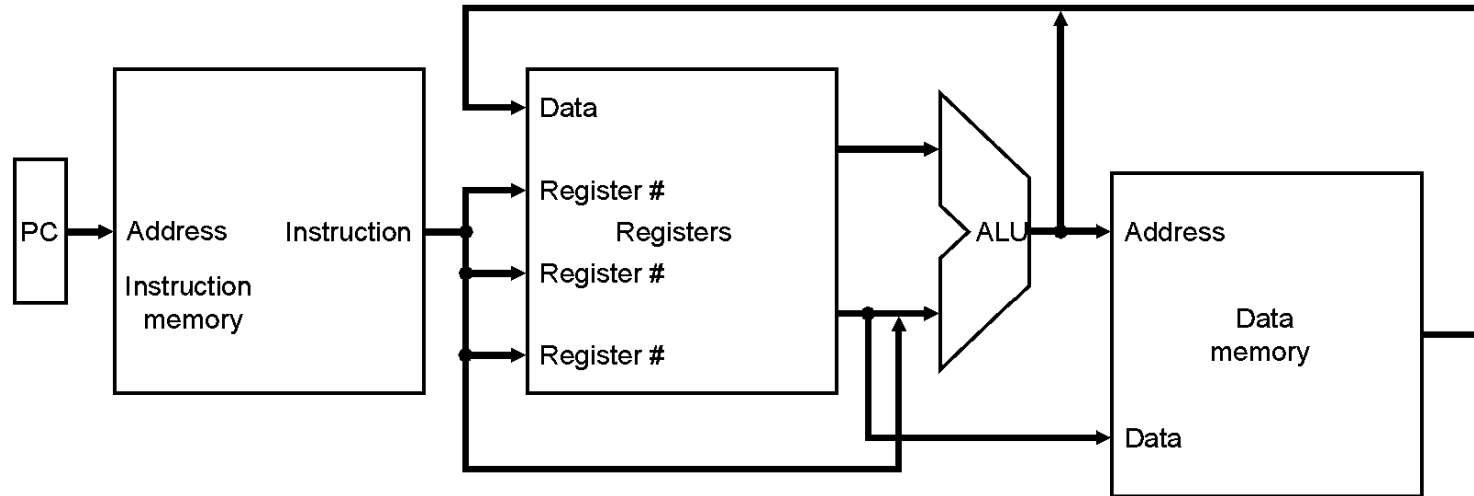 PC
Address
Instruction
Instruction
memory
Data
Register #
Registers
Register #
Register #
ALU
Address
Data
memory
Data